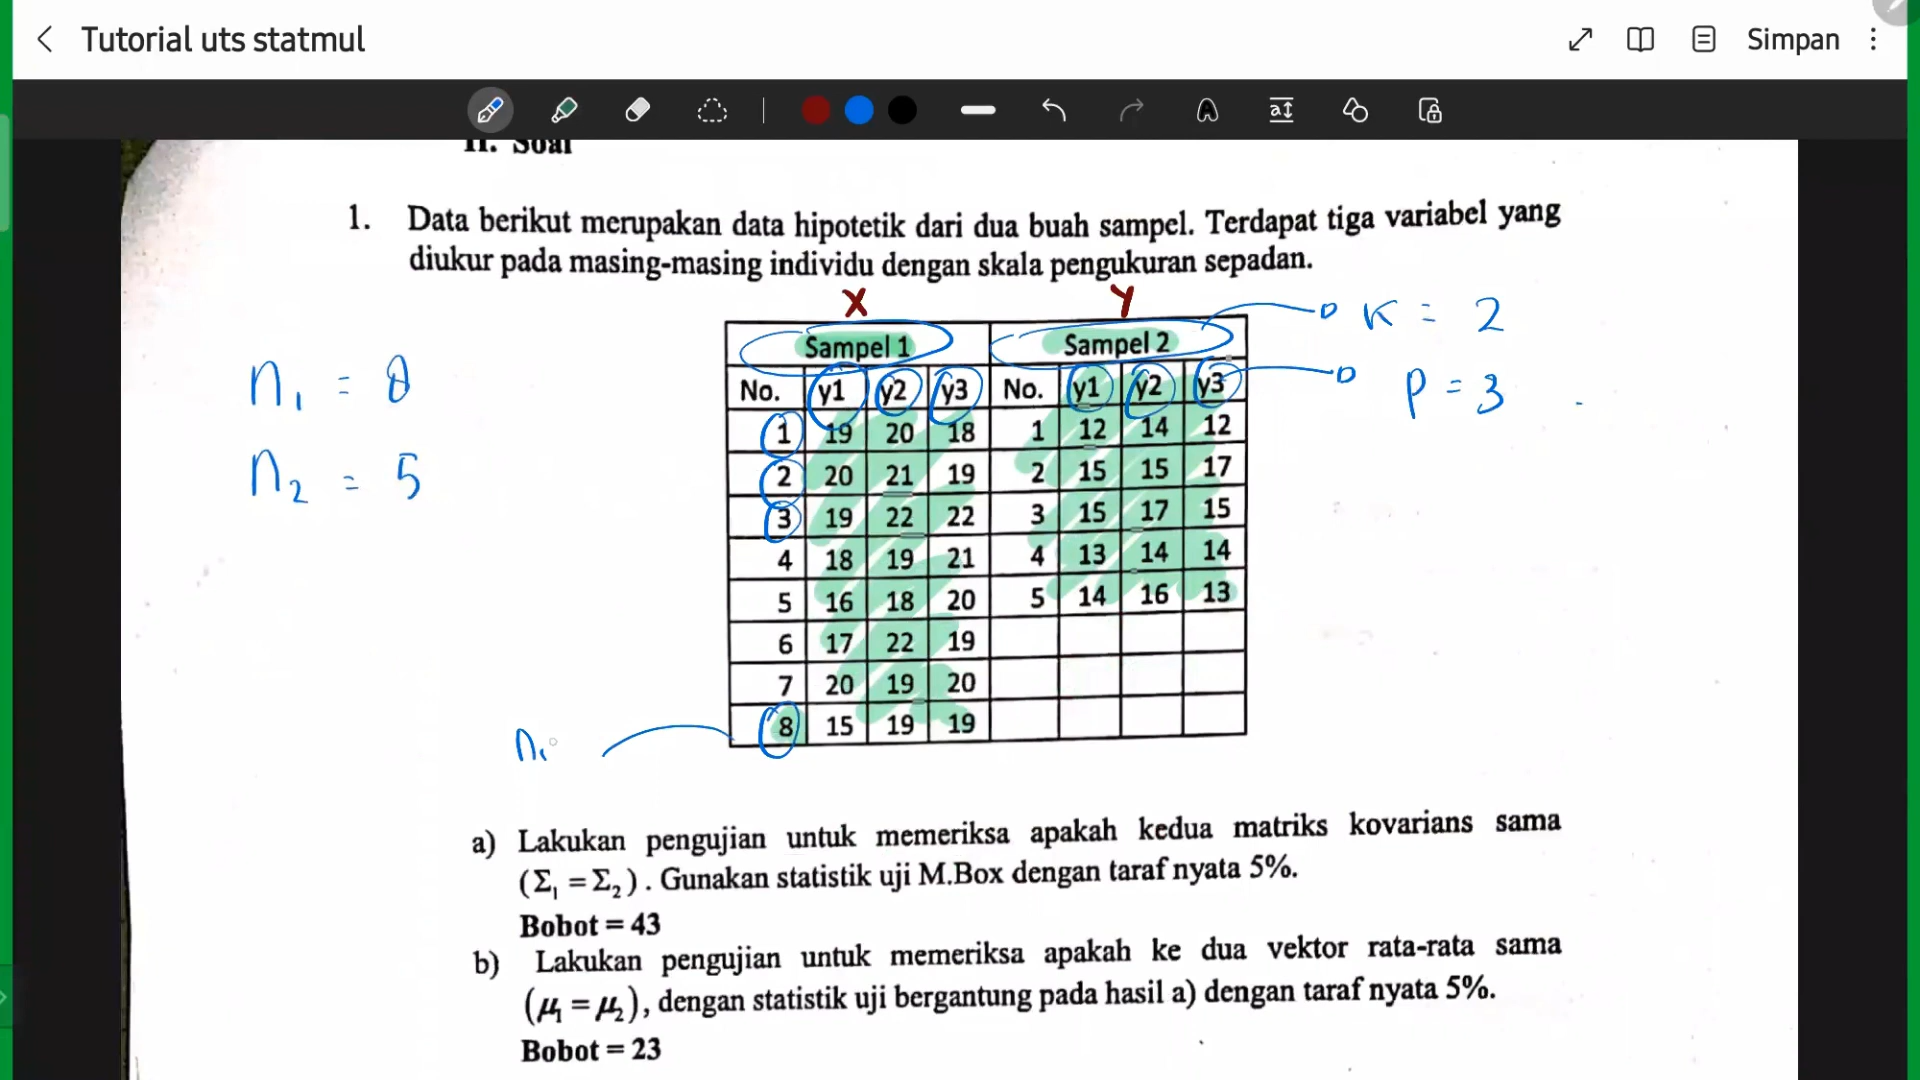 Tutorial uts statmul
Simpan
II. Soal
1. Data berikut merupakan data hipotetik dari dua buah sampel. Terdapat tiga variabel yang
diukur pada masing-masing individu dengan skala pengukuran sepadan.
X Y
K = 2
Sampel 1 Sampel 2
n₁ = 8
P = 3
No. y1 y2 y3 No. y1 y2 y3
1 19 20 18 1 12 14 12
n₂ = 5
2 20 21 19 2 15 15 17
3 19 22 22 3 15 17 15
4 18 19 21 4 13 14 14
5 16 18 20 5 14 16 13
6 17 22 19
7 20 19 20
8 15 19 19
n₁
a) Lakukan pengujian untuk memeriksa apakah kedua matriks kovarians sama
(Σ₁ = Σ₂). Gunakan statistik uji M.Box dengan taraf nyata 5%.
Bobot = 43
b) Lakukan pengujian untuk memeriksa apakah ke dua vektor rata-rata sama
(μ₁ = μ₂), dengan statistik uji bergantung pada hasil a) dengan taraf nyata 5%.
Bobot = 23